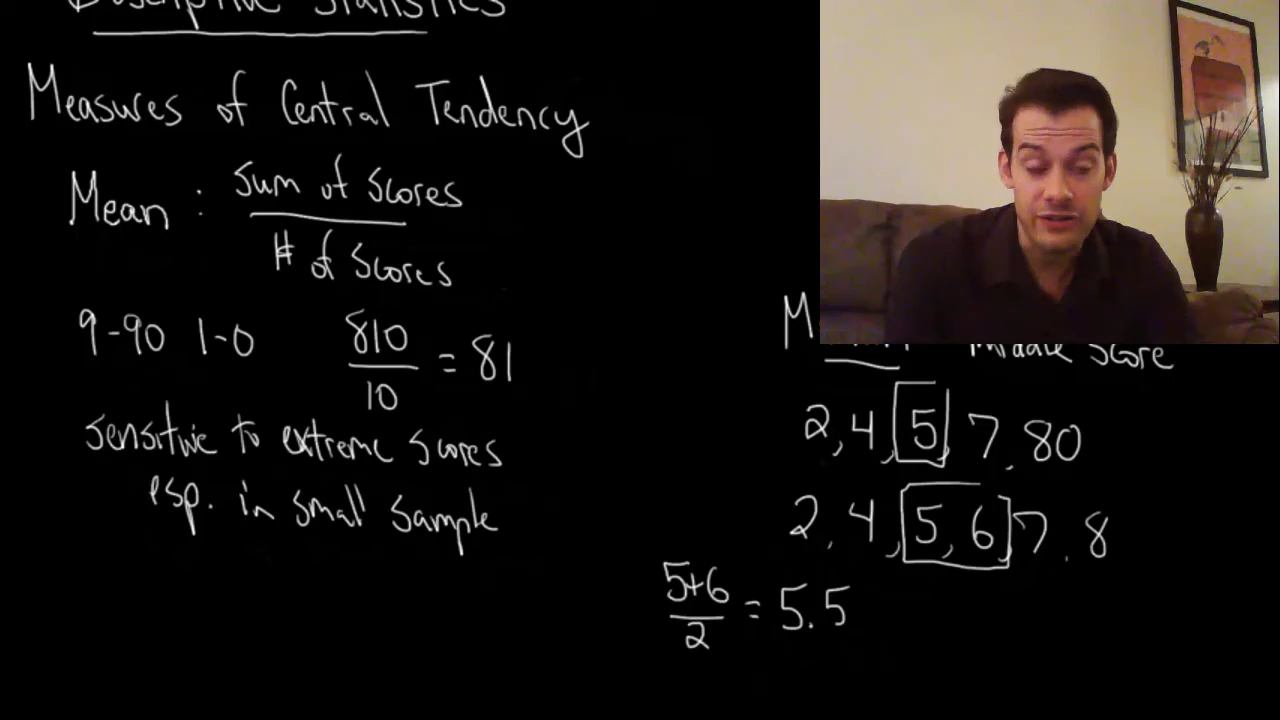 Descriptive Statistics
Measures of Central Tendency
Mean : Sum of Scores
# of Scores
9-90 1-0 810
10 = 81
sensitive to extreme scores
esp. in small sample
Middle Score
2, 4, 5, 7, 80
2, 4, 5, 6, 7, 8
5+6
2 = 5.5